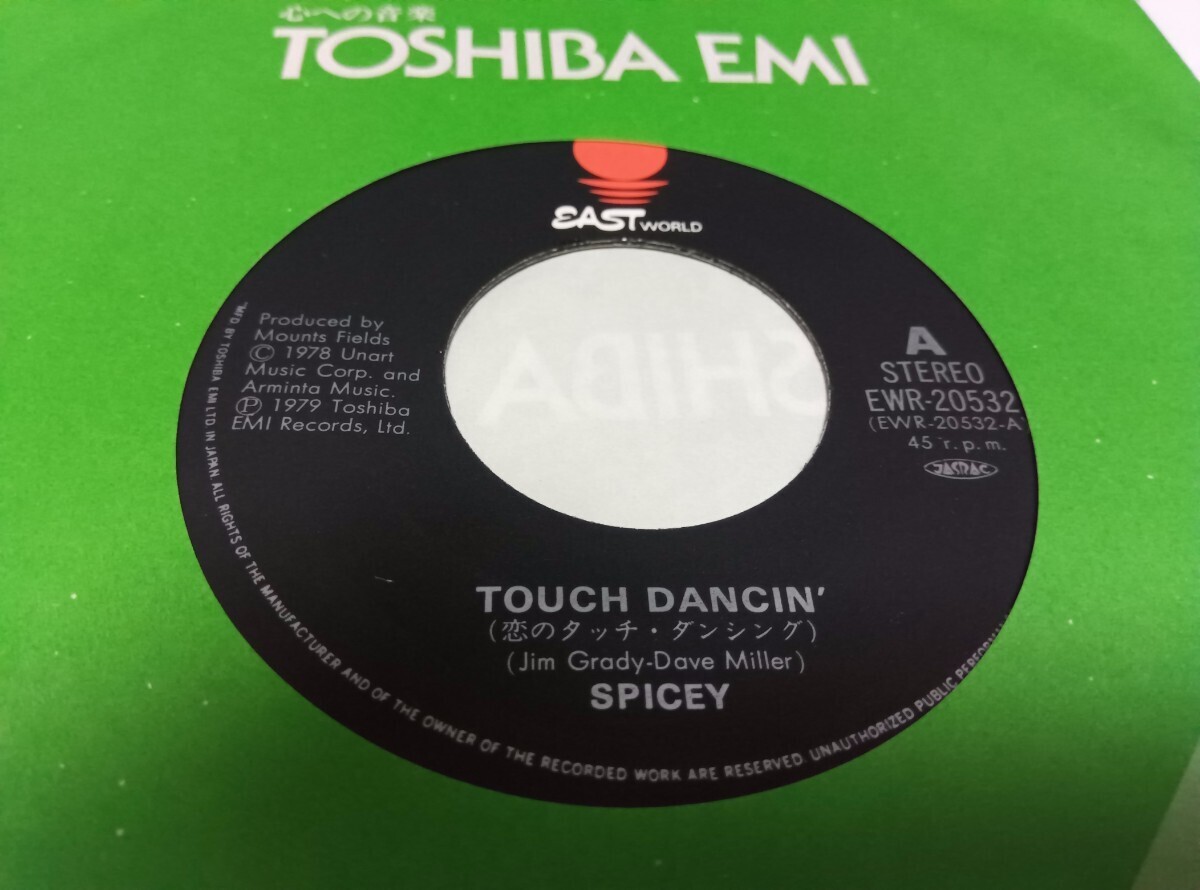 心への音楽
TOSHIBA EMI
EAST WORLD
Produced by
Mounts Fields
© 1978 Unart
Music Corp. and
Arminta Music.
℗ 1979 Toshiba
EMI Records, Ltd.
A
STEREO
EWR-20532
(EWR-20532-A)
45 r.p.m.
JASRAC
SHIBA
TOUCH DANCIN'
(恋のタッチ・ダンシング)
(Jim Grady-Dave Miller)
SPICEY
"MFD BY TOSHIBA EMI LTD. IN JAPAN. ALL RIGHTS OF THE MANUFACTURER AND OF THE OWNER OF THE RECORDED WORK ARE RESERVED. UNAUTHORIZED PUBLIC